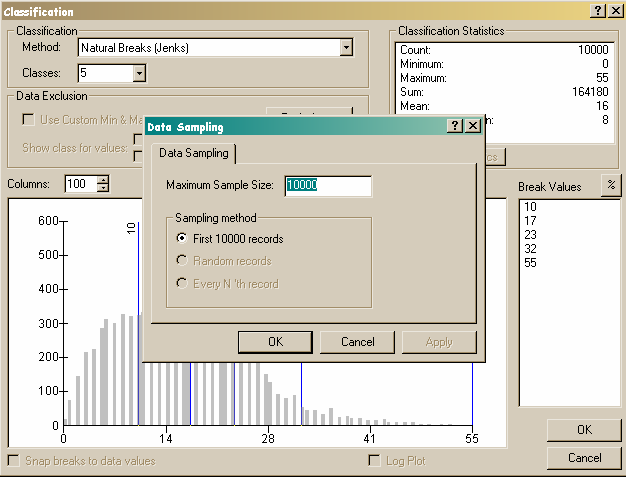 Classification
Classification
Method: Natural Breaks (Jenks)
Classes: 5
Data Exclusion
Use Custom Min & Ma
Show class for values:
Classification Statistics
Count: 10000
Minimum: 0
Maximum: 55
Sum: 164180
Mean: 16
8
Data Sampling
Data Sampling
Maximum Sample Size: 10000
Sampling method
First 10000 records
Random records
Every N 'th record
OK Cancel Apply
Columns: 100
Break Values %
10
17
23
32
55
600
500
400
300
200
100
0
10
0 14 28 41 55
Snap breaks to data values
Log Plot
OK
Cancel